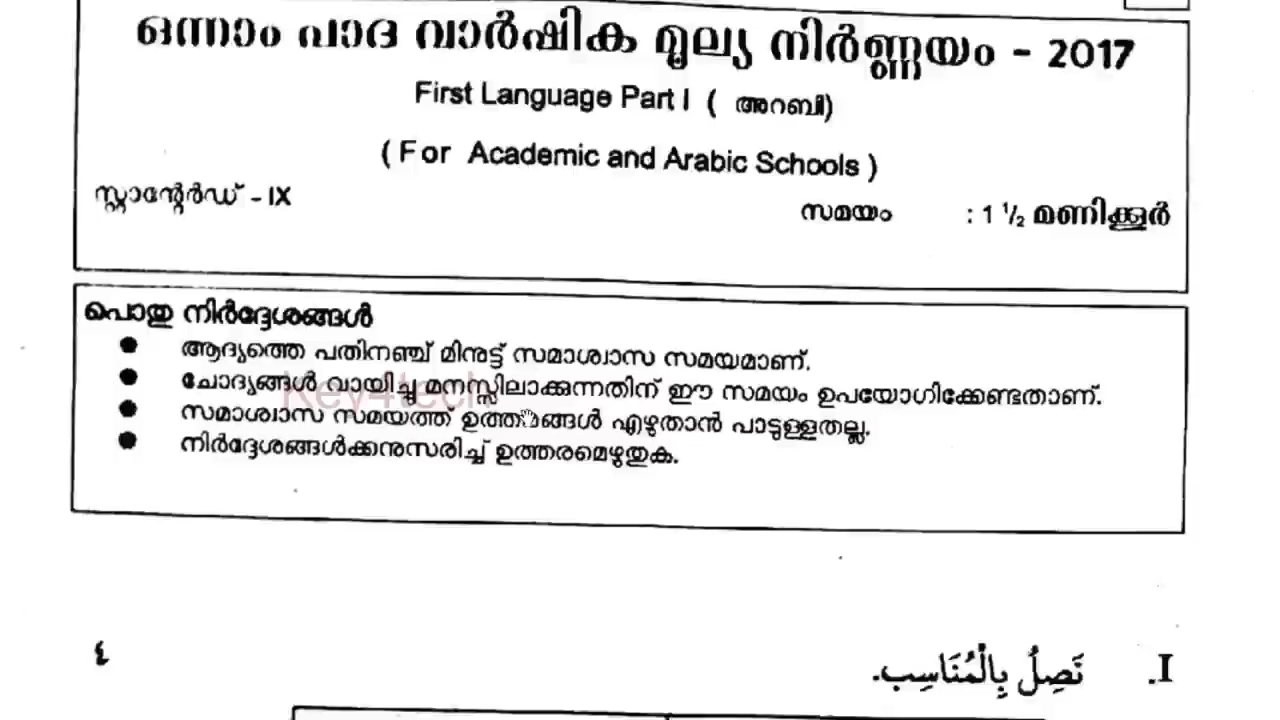 ഒന്നാം പാദ വാർഷിക മൂല്യ നിർണ്ണയം - 2017
First Language Part I ( അറബി)
( For Academic and Arabic Schools )
സ്റ്റാന്റേർഡ് - IX
സമയം : 1 ½ മണിക്കൂർ
പൊതു നിർദ്ദേശങ്ങൾ
● ആദ്യത്തെ പതിനഞ്ച് മിനുട്ട് സമാശ്വാസ സമയമാണ്.
● ചോദ്യങ്ങൾ വായിച്ചു മനസ്സിലാക്കുന്നതിന് ഈ സമയം ഉപയോഗിക്കേണ്ടതാണ്.
Key4tech
● സമാശ്വാസ സമയത്ത് ഉത്തരങ്ങൾ എഴുതാൻ പാടുള്ളതല്ല.
● നിർദ്ദേശങ്ങൾക്കനുസരിച്ച് ഉത്തരമെഴുതുക.
I. نَصِلُ بِالْمُنَاسِب. ٤